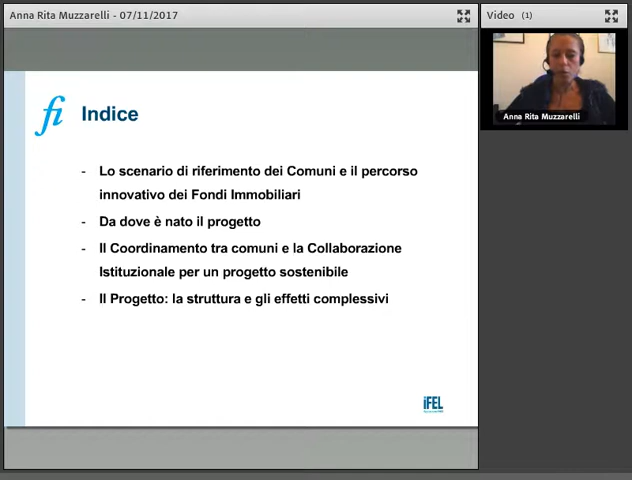 Anna Rita Muzzarelli - 07/11/2017
Video (1)
Anna Rita Muzzarelli
fi
Indice
- Lo scenario di riferimento dei Comuni e il percorso
innovativo dei Fondi Immobiliari
- Da dove è nato il progetto
- Il Coordinamento tra comuni e la Collaborazione
Istituzionale per un progetto sostenibile
- Il Progetto: la struttura e gli effetti complessivi
iFEL